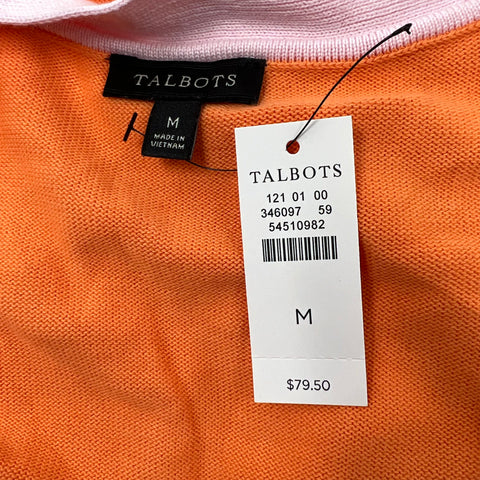 TALBOTS
M
MADE IN
VIETNAM
TALBOTS
121 01 00
346097 59
54510982
M
$79.50